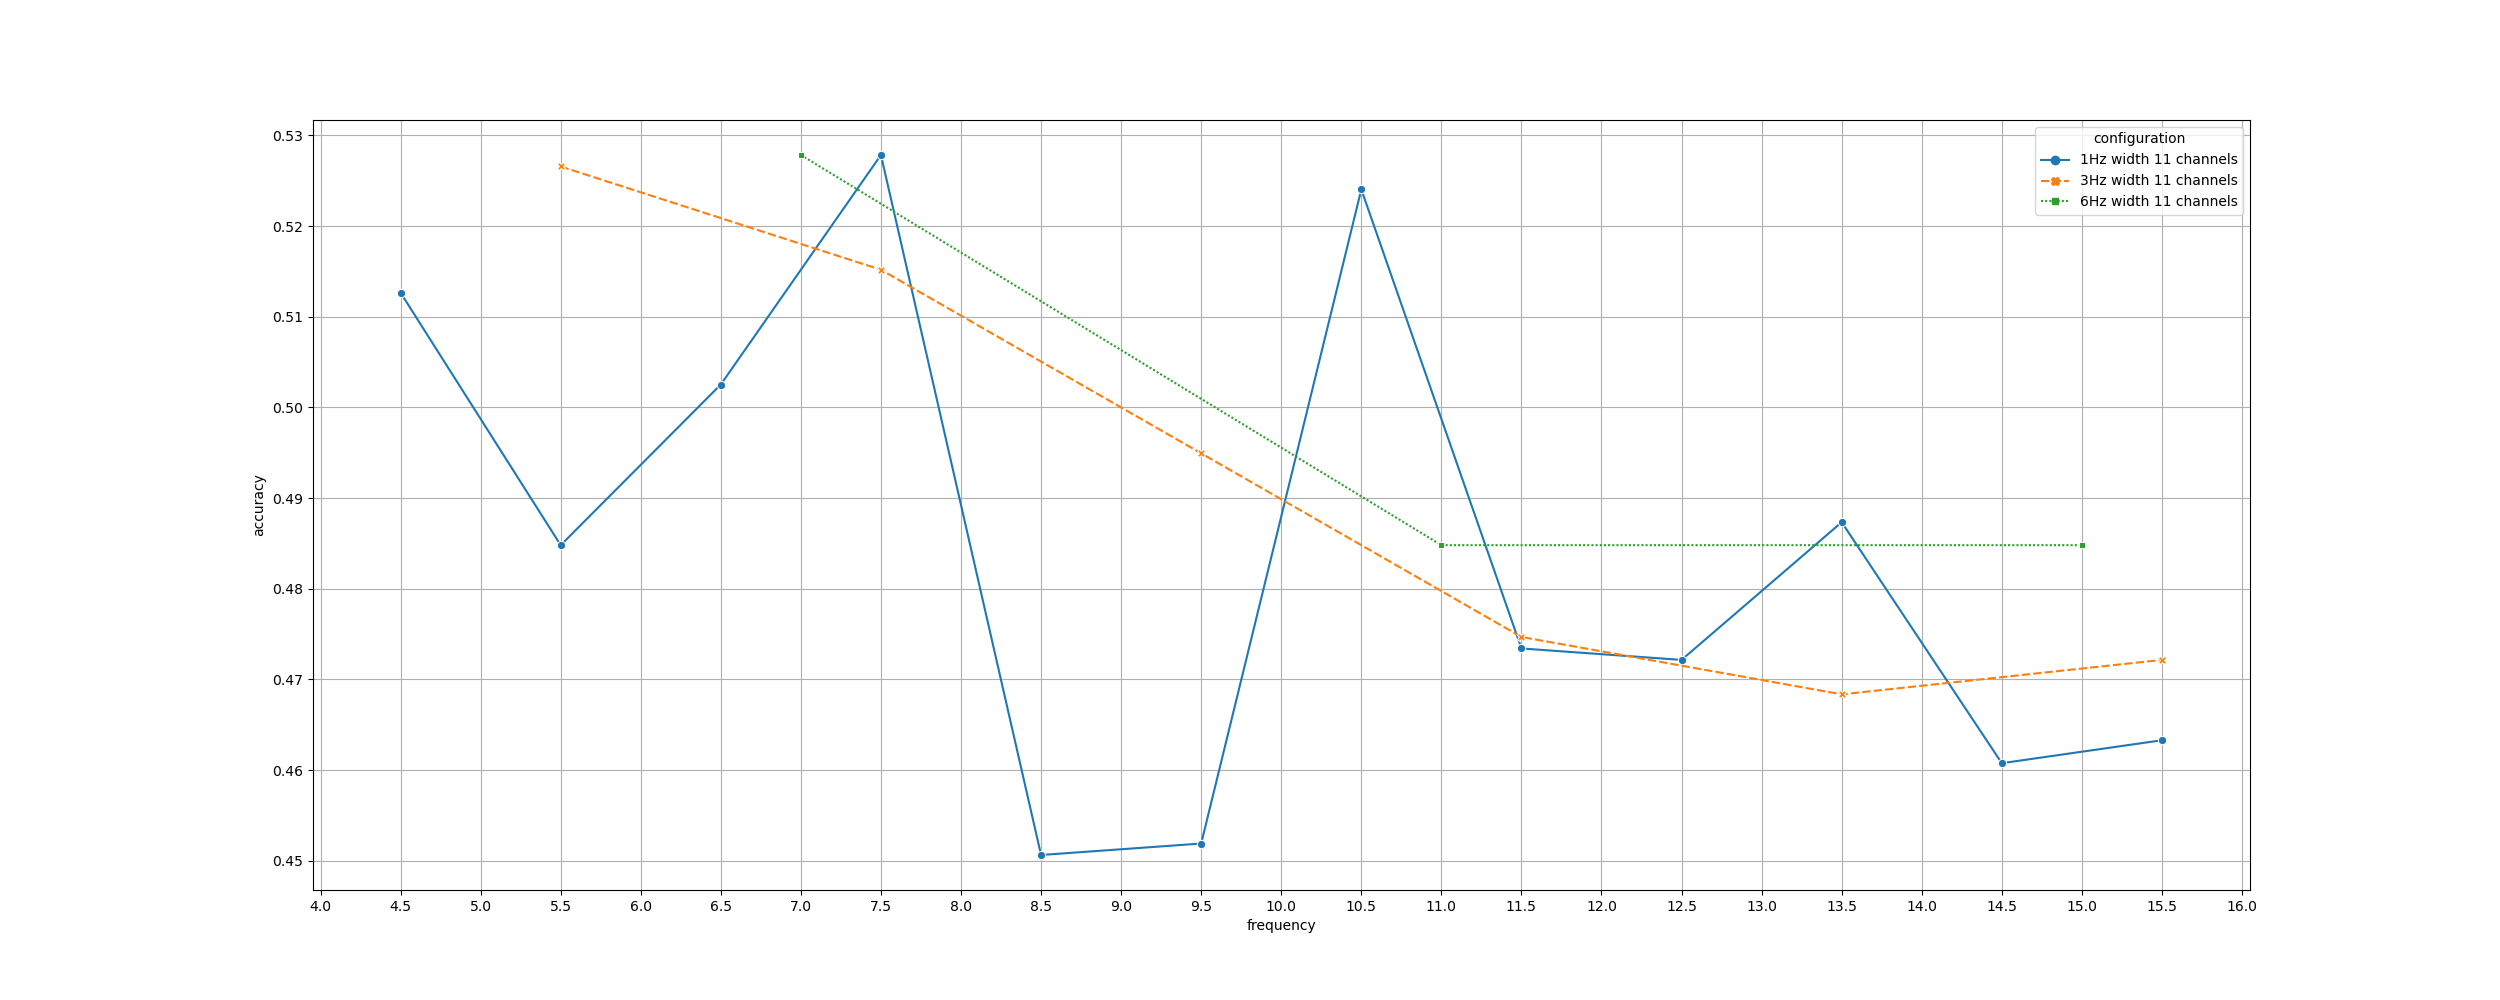 configuration
1Hz width 11 channels
3Hz width 11 channels
6Hz width 11 channels
accuracy
0.53
0.52
0.51
0.50
0.49
0.48
0.47
0.46
0.45
4.0 4.5 5.0 5.5 6.0 6.5 7.0 7.5 8.0 8.5 9.0 9.5 10.0 10.5 11.0 11.5 12.0 12.5 13.0 13.5 14.0 14.5 15.0 15.5 16.0
frequency